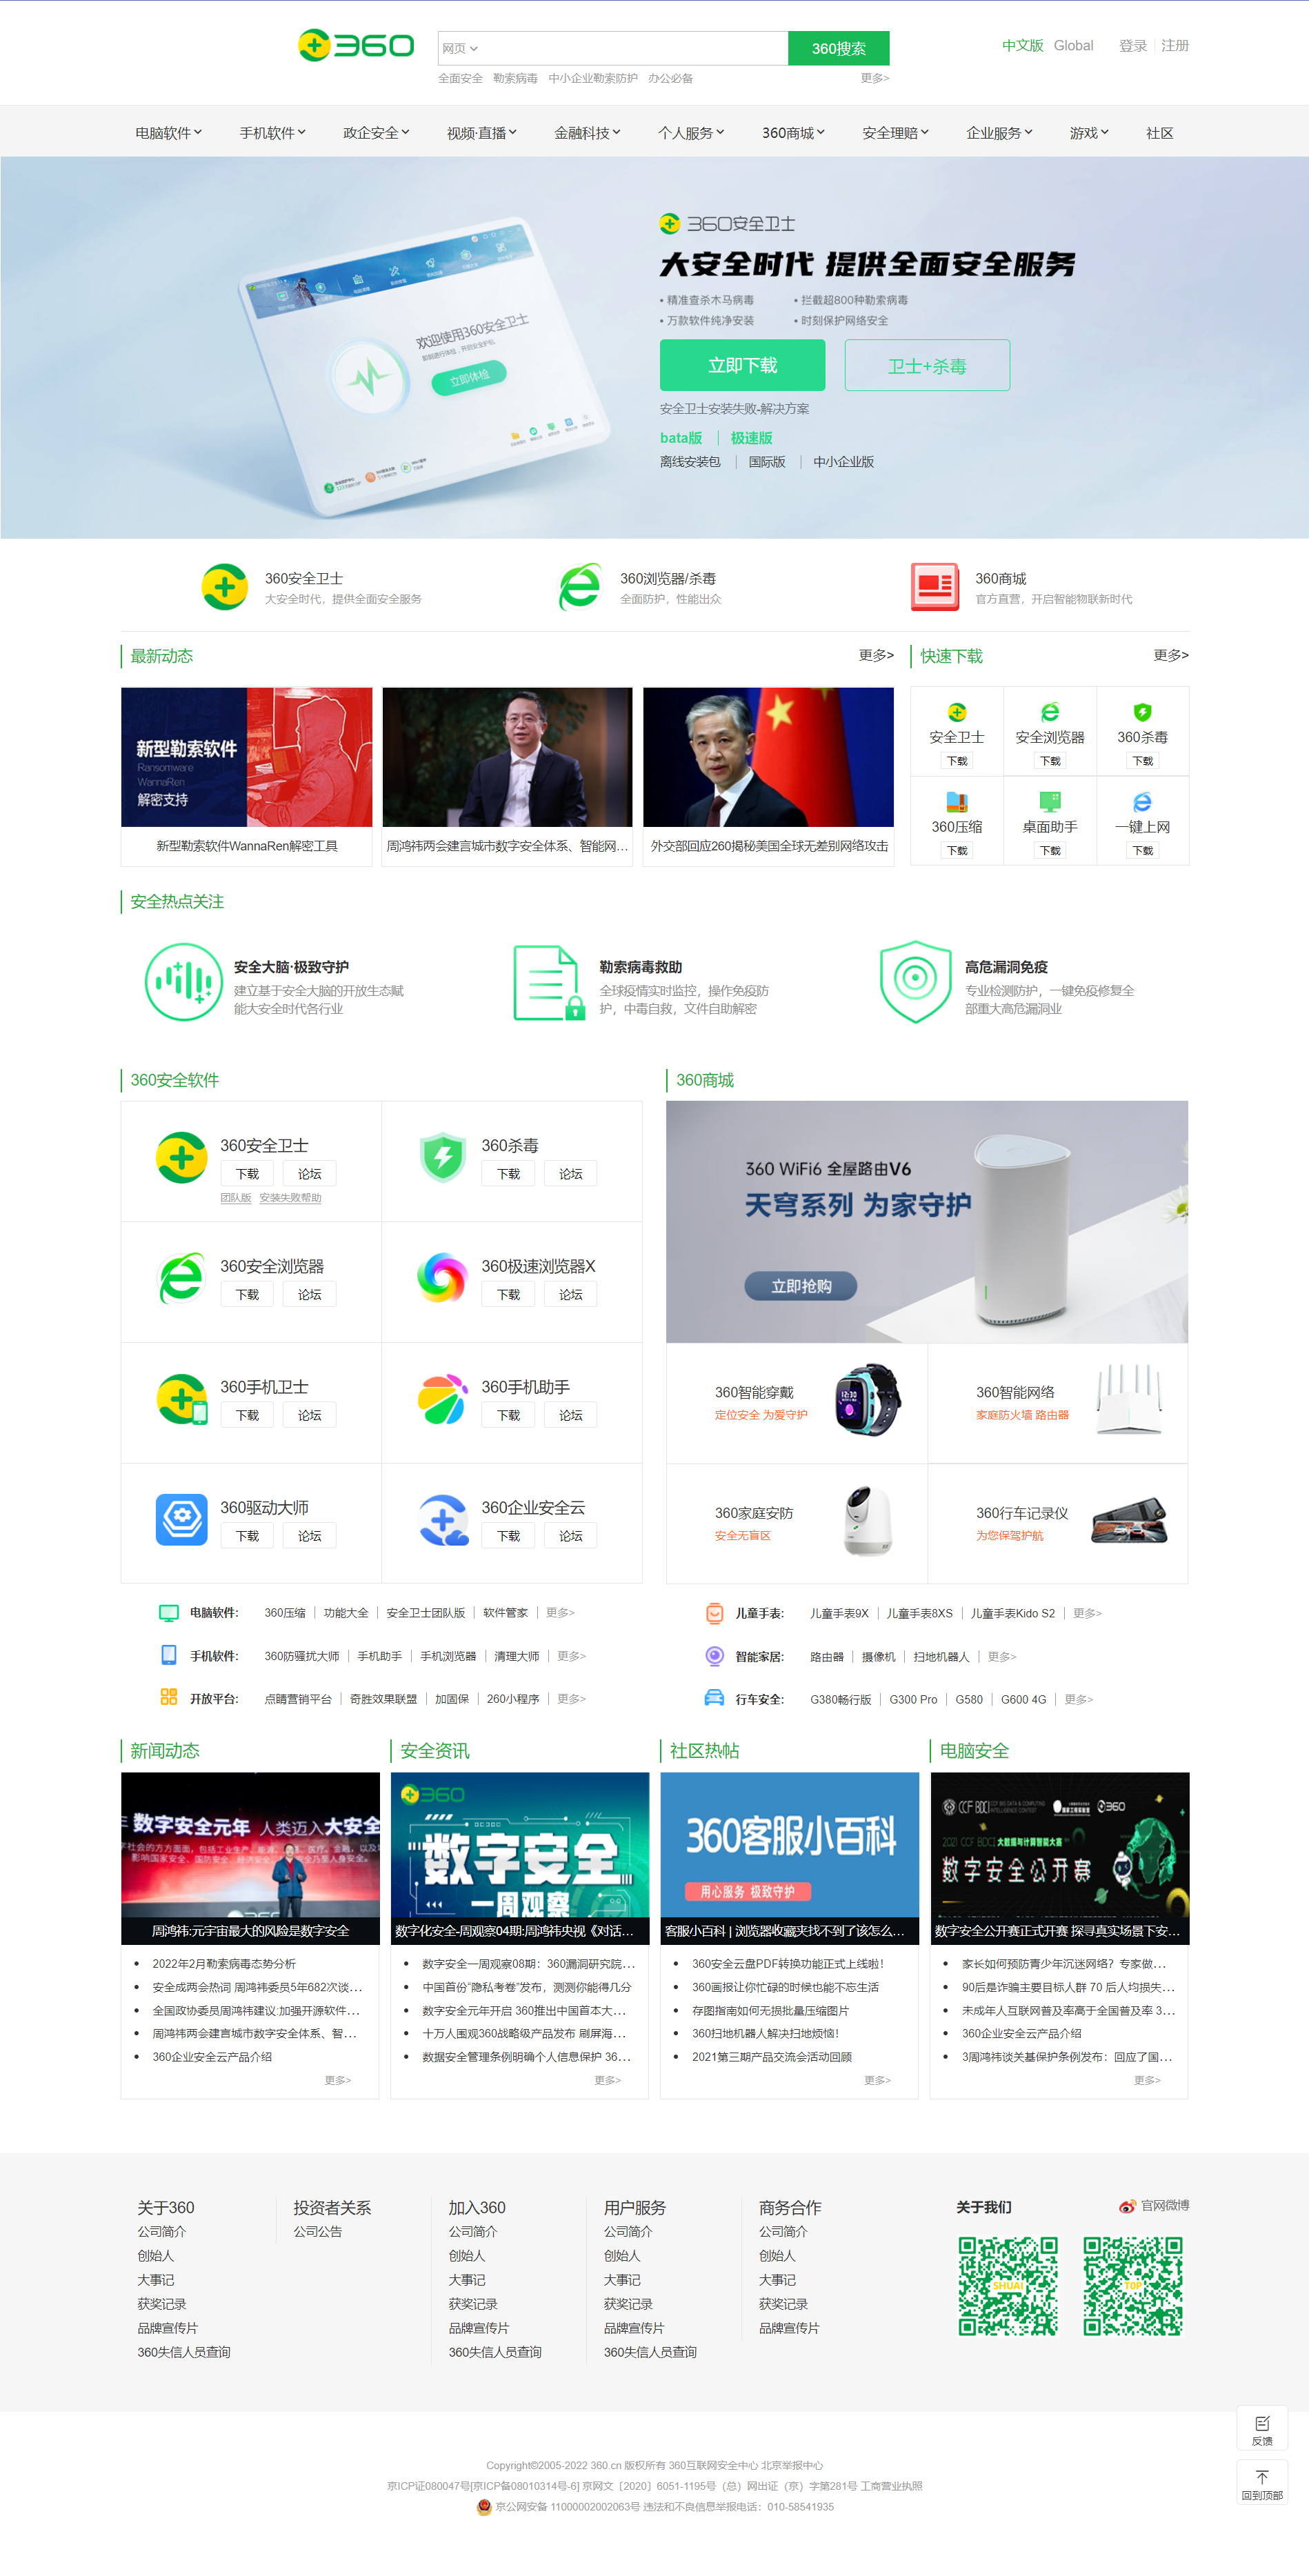 360
网页
360搜索
中文版 Global 登录 注册
全面安全 勒索病毒 中小企业勒索防护 办公必备 更多>
电脑软件 手机软件 政企安全 视频·直播 金融科技 个人服务 360商城 安全理赔 企业服务 游戏 社区
360安全卫士
大安全时代 提供全面安全服务
• 精准查杀木马病毒 • 拦截超800种勒索病毒
• 万款软件纯净安装 • 时刻保护网络安全
欢迎使用360安全卫士
立即体检
立即下载 卫士+杀毒
安全卫士安装失败-解决方案
bata版 极速版
离线安装包 国际版 中小企业版
360安全卫士
大安全时代，提供全面安全服务
360浏览器/杀毒
全面防护，性能出众
360商城
官方直营，开启智能物联新时代
最新动态 更多>
新型勒索软件
Ransomware
WannaRen
解密支持
新型勒索软件WannaRen解密工具
周鸿祎两会建言城市数字安全体系、智能网…
外交部回应260揭秘美国全球无差别网络攻击
快速下载 更多>
安全卫士 安全浏览器 360杀毒
下载 下载 下载
360压缩 桌面助手 一键上网
下载 下载 下载
安全热点关注
安全大脑·极致守护
建立基于安全大脑的开放生态赋
能大安全时代各行业
勒索病毒救助
全球疫情实时监控，操作免疫防
护，中毒自救，文件自助解密
高危漏洞免疫
专业检测防护，一键免疫修复全
部重大高危漏洞业
360安全软件
360安全卫士
下载 论坛
团队版 安装失败帮助
360杀毒
下载 论坛
360安全浏览器
下载 论坛
360极速浏览器X
下载 论坛
360手机卫士
下载 论坛
360手机助手
下载 论坛
360驱动大师
下载 论坛
360企业安全云
下载 论坛
360商城
360 WiFi6 全屋路由V6
天穹系列 为家守护
立即抢购
360智能穿戴
定位安全 为爱守护
360智能网络
家庭防火墙 路由器
360家庭安防
安全无盲区
360行车记录仪
为您保驾护航
电脑软件: 360压缩 功能大全 安全卫士团队版 软件管家 更多>
手机软件: 360防骚扰大师 手机助手 手机浏览器 清理大师 更多>
开放平台: 点睛营销平台 奇胜效果联盟 加固保 260小程序 更多>
儿童手表: 儿童手表9X 儿童手表8XS 儿童手表Kido S2 更多>
智能家居: 路由器 摄像机 扫地机器人 更多>
行车安全: G380畅行版 G300 Pro G580 G600 4G 更多>
新闻动态
数字安全元年 人类迈入大安全
周鸿祎:元宇宙最大的风险是数字安全
• 2022年2月勒索病毒态势分析
• 安全成两会热词 周鸿祎委员5年682次谈…
• 全国政协委员周鸿祎建议:加强开源软件…
• 周鸿祎两会建言城市数字安全体系、智…
• 360企业安全云产品介绍
更多>
安全资讯
360
数字安全
一周观察
数字化安全-周观察04期:周鸿祎央视《对话…
• 数字安全一周观察08期：360漏洞研究院…
• 中国首份“隐私考卷”发布，测测你能得几分
• 数字安全元年开启 360推出中国首本大…
• 十万人围观360战略级产品发布 刷屏海…
• 数据安全管理条例明确个人信息保护 36…
更多>
社区热帖
360客服小百科
用心服务 极致守护
客服小百科 | 浏览器收藏夹找不到了该怎么…
• 360安全云盘PDF转换功能正式上线啦！
• 360画报让你忙碌的时候也能不忘生活
• 存图指南如何无损批量压缩图片
• 360扫地机器人解决扫地烦恼！
• 2021第三期产品交流会活动回顾
更多>
电脑安全
CCF BDCI 360
2021 CCF BDCI 大数据与计算智能大赛
数字安全公开赛
数字安全公开赛正式开赛 探寻真实场景下安…
• 家长如何预防青少年沉迷网络？专家做…
• 90后是诈骗主要目标人群 70 后人均损失…
• 未成年人互联网普及率高于全国普及率 3…
• 360企业安全云产品介绍
• 3周鸿祎谈关基保护条例发布：回应了国…
更多>
关于360
公司简介
创始人
大事记
获奖记录
品牌宣传片
360失信人员查询
投资者关系
公司公告
加入360
公司简介
创始人
大事记
获奖记录
品牌宣传片
360失信人员查询
用户服务
公司简介
创始人
大事记
获奖记录
品牌宣传片
360失信人员查询
商务合作
公司简介
创始人
大事记
获奖记录
品牌宣传片
关于我们 官网微博
SHUAI TOP
反馈
回到顶部
Copyright©2005-2022 360.cn 版权所有 360互联网安全中心 北京举报中心
京ICP证080047号[京ICP备08010314号-6] 京网文〔2020〕6051-1195号（总）网出证（京）字第281号 工商营业执照
京公网安备 11000002002063号 违法和不良信息举报电话：010-58541935